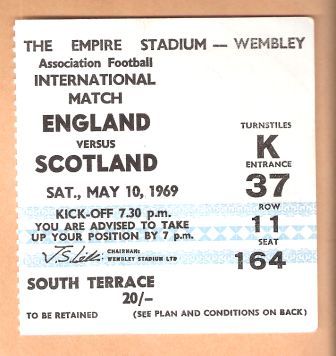 THE EMPIRE STADIUM — WEMBLEY
Association Football
INTERNATIONAL
MATCH
ENGLAND
VERSUS
SCOTLAND
SAT., MAY 10, 1969
KICK-OFF 7.30 p.m.
YOU ARE ADVISED TO TAKE
UP YOUR POSITION BY 7 p.m.
CHAIRMAN:
WEMBLEY STADIUM LTD
SOUTH TERRACE
20/-
TURNSTILES
K
ENTRANCE
37
ROW
11
SEAT
164
TO BE RETAINED (SEE PLAN AND CONDITIONS ON BACK)